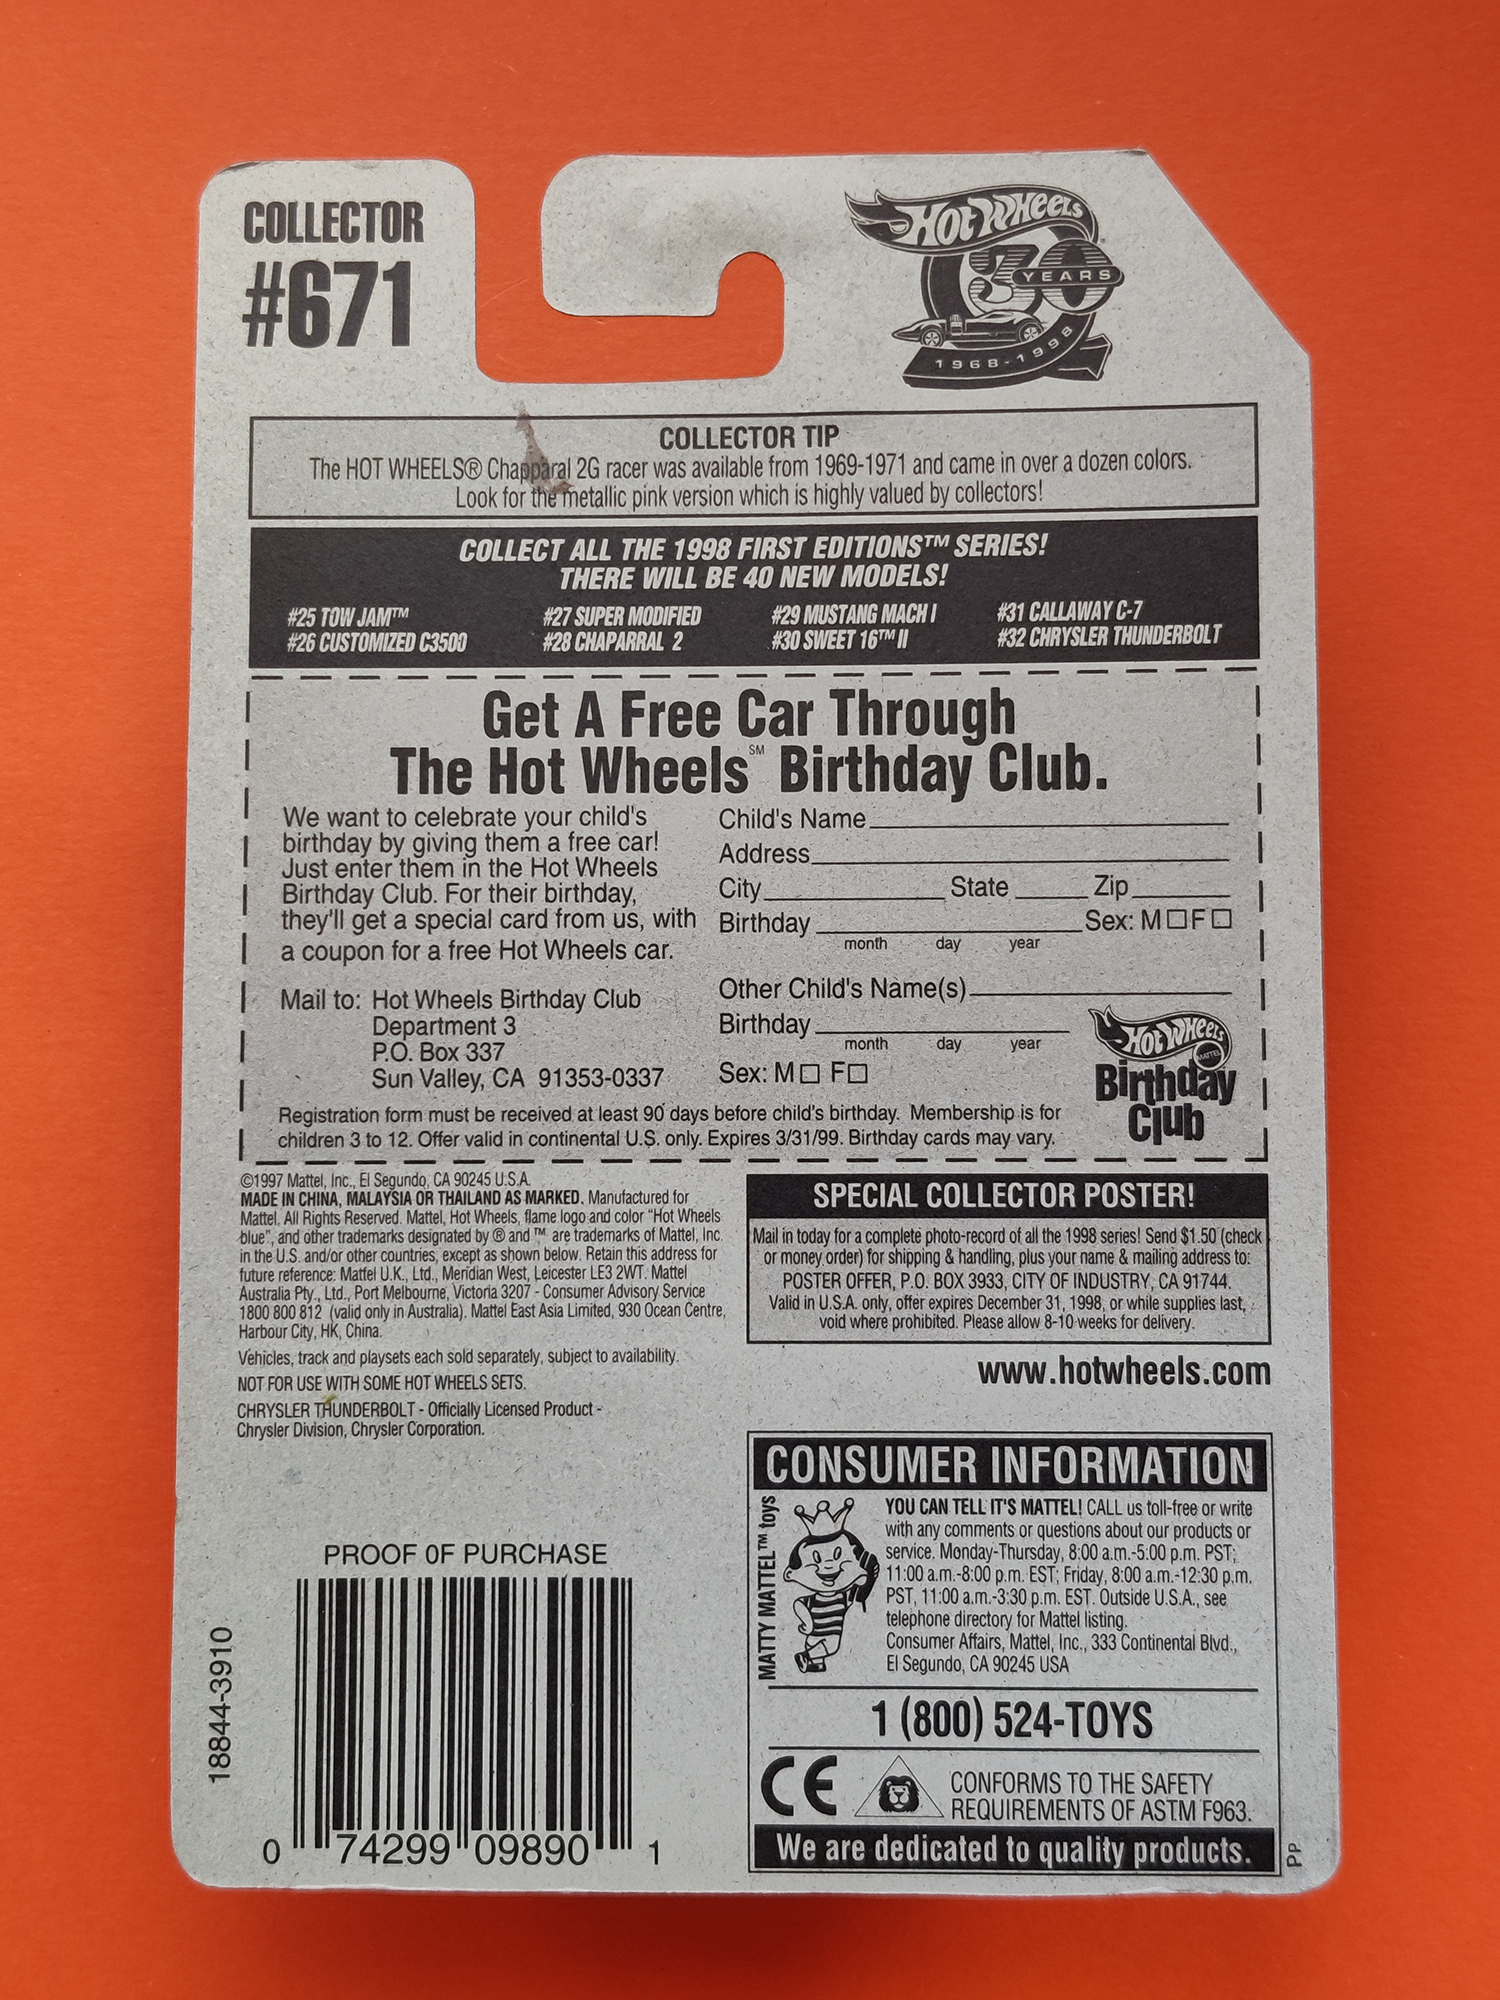 COLLECTOR
#671
HOT WHEELS
30
YEARS
1968-1998
COLLECTOR TIP
The HOT WHEELS® Chapparal 2G racer was available from 1969-1971 and came in over a dozen colors.
Look for the metallic pink version which is highly valued by collectors!
COLLECT ALL THE 1998 FIRST EDITIONS™ SERIES!
THERE WILL BE 40 NEW MODELS!
#25 TOW JAM™ #27 SUPER MODIFIED #29 MUSTANG MACH I #31 CALLAWAY C-7
#26 CUSTOMIZED C3500 #28 CHAPARRAL 2 #30 SWEET 16™ II #32 CHRYSLER THUNDERBOLT
Get A Free Car Through
The Hot Wheels℠ Birthday Club.
We want to celebrate your child's
birthday by giving them a free car!
Just enter them in the Hot Wheels
Birthday Club. For their birthday,
they'll get a special card from us, with
a coupon for a free Hot Wheels car.
Mail to: Hot Wheels Birthday Club
Department 3
P.O. Box 337
Sun Valley, CA 91353-0337
Child's Name
Address
City State Zip
Birthday Sex: M☐ F☐
month day year
Other Child's Name(s)
Birthday
month day year
Sex: M☐ F☐
HOT WHEELS
MATTEL
Birthday
Club
Registration form must be received at least 90 days before child's birthday. Membership is for
children 3 to 12. Offer valid in continental U.S. only. Expires 3/31/99. Birthday cards may vary.
©1997 Mattel, Inc., El Segundo, CA 90245 U.S.A.
MADE IN CHINA, MALAYSIA OR THAILAND AS MARKED. Manufactured for
Mattel. All Rights Reserved. Mattel, Hot Wheels, flame logo and color “Hot Wheels
blue”, and other trademarks designated by ® and ™ are trademarks of Mattel, Inc.
in the U.S. and/or other countries, except as shown below. Retain this address for
future reference: Mattel U.K., Ltd., Meridian West, Leicester LE3 2WT. Mattel
Australia Pty., Ltd., Port Melbourne, Victoria 3207 - Consumer Advisory Service
1800 800 812 (valid only in Australia). Mattel East Asia Limited, 930 Ocean Centre,
Harbour City, HK, China.
Vehicles, track and playsets each sold separately, subject to availability.
NOT FOR USE WITH SOME HOT WHEELS SETS.
CHRYSLER THUNDERBOLT - Officially Licensed Product -
Chrysler Division, Chrysler Corporation.
SPECIAL COLLECTOR POSTER!
Mail in today for a complete photo-record of all the 1998 series! Send $1.50 (check
or money order) for shipping & handling, plus your name & mailing address to:
POSTER OFFER, P.O. BOX 3933, CITY OF INDUSTRY, CA 91744.
Valid in U.S.A. only, offer expires December 31, 1998, or while supplies last,
void where prohibited. Please allow 8-10 weeks for delivery.
www.hotwheels.com
CONSUMER INFORMATION
MATTY MATTEL™ toys
YOU CAN TELL IT'S MATTEL! CALL us toll-free or write
with any comments or questions about our products or
service. Monday-Thursday, 8:00 a.m.-5:00 p.m. PST;
11:00 a.m.-8:00 p.m. EST; Friday, 8:00 a.m.-12:30 p.m.
PST, 11:00 a.m.-3:30 p.m. EST. Outside U.S.A., see
telephone directory for Mattel listing.
Consumer Affairs, Mattel, Inc., 333 Continental Blvd.,
El Segundo, CA 90245 USA
1 (800) 524-TOYS
CE
CONFORMS TO THE SAFETY
REQUIREMENTS OF ASTM F963.
We are dedicated to quality products.
PP
PROOF OF PURCHASE
18844-3910
0 74299 09890 1